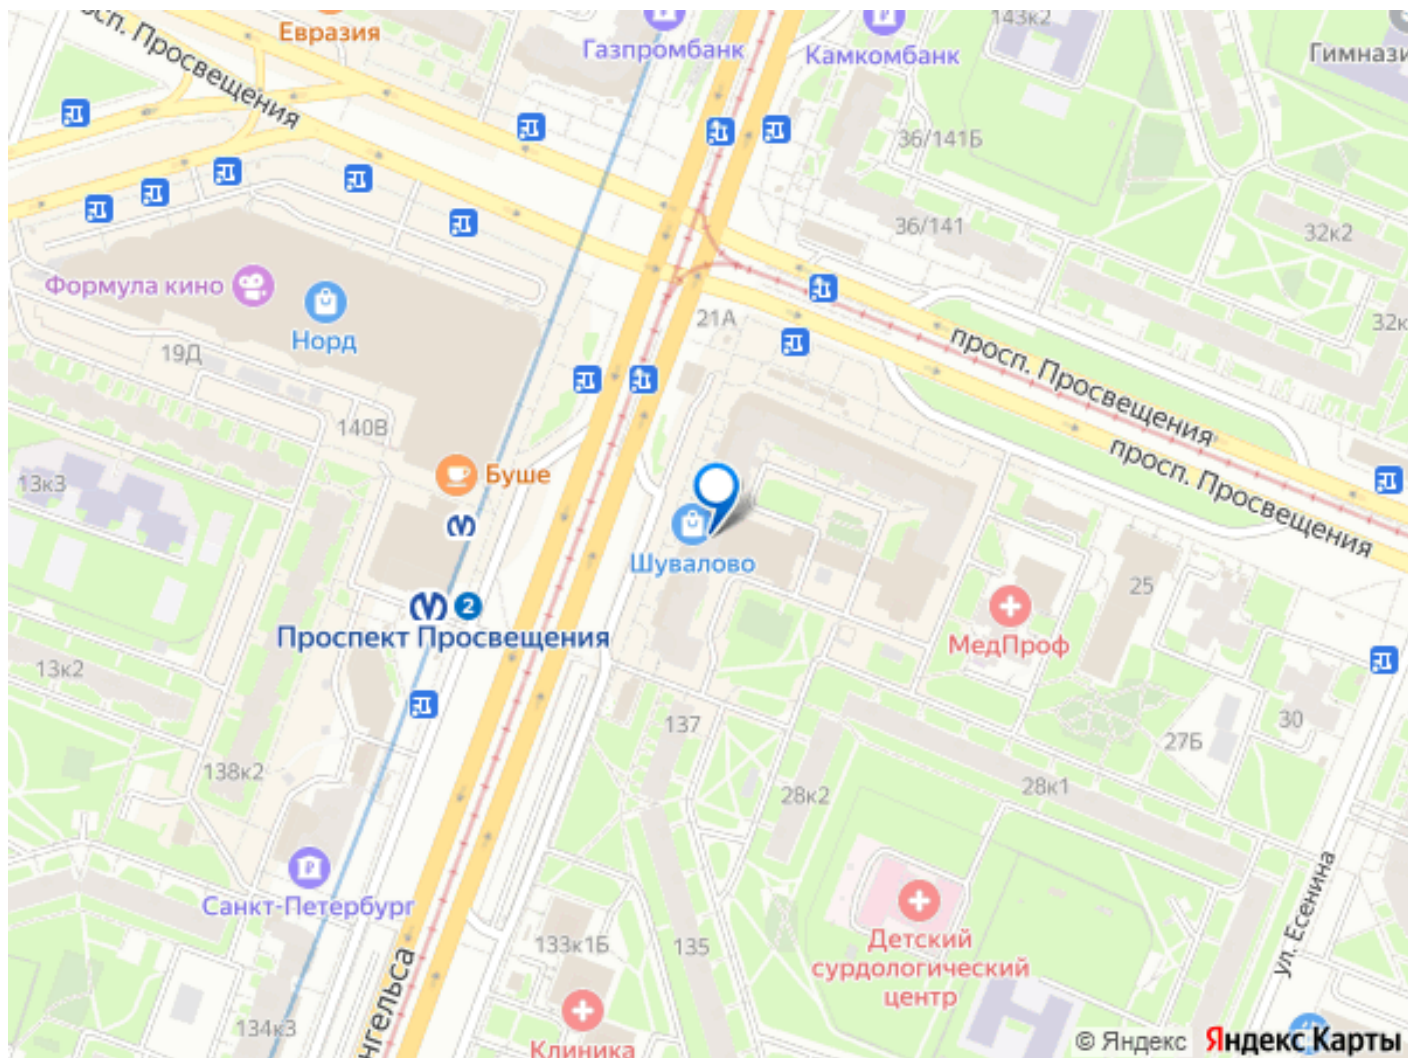 Евразия
Газпромбанк
Камкомбанк
143к2
Гимнази
просп. Просвещения
36/141Б
36/141
32к2
Формула кино
Норд
21А
32к
19Д
140В
просп. Просвещения
просп. Просвещения
13к3
Буше
Шувалово
25
2
Проспект Просвещения
МедПроф
13к2
137
30
27Б
138к2
28к2
28к1
Санкт-Петербург
133к1Б
135
Детский
сурдологический
центр
ул. Есенина
нгельса
134к3
Клиника
© Яндекс Яндекс Карты